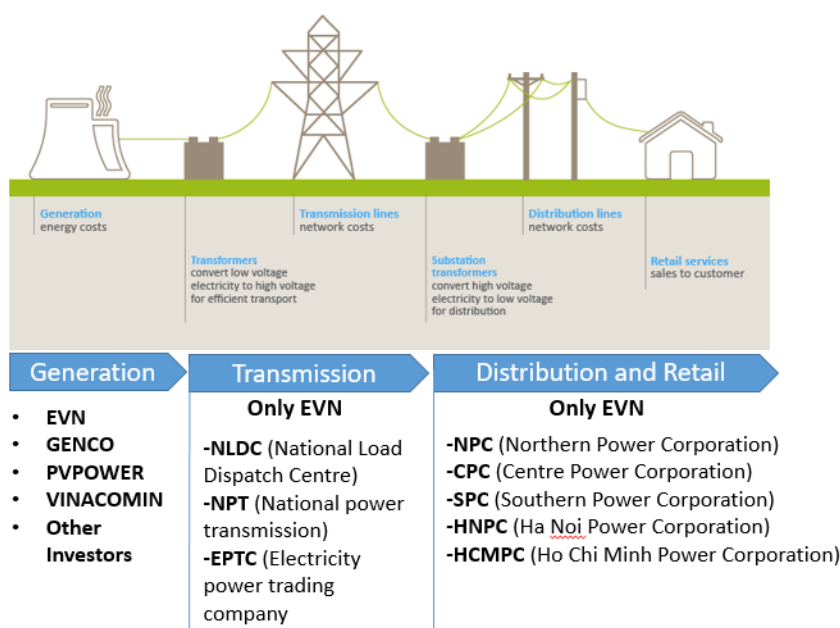 Generation
energy costs
Transmission lines
network costs
Distribution lines
network costs
Transformers
convert low voltage
electricity to high voltage
for efficient transport
Substation
transformers
convert high voltage
electricity to low voltage
for distribution
Retail services
sales to customer
Generation
Transmission
Distribution and Retail
• EVN
• GENCO
• PVPOWER
• VINACOMIN
• Other
Investors
Only EVN
-NLDC (National Load
Dispatch Centre)
-NPT (National power
transmission)
-EPTC (Electricity
power trading
company
Only EVN
-NPC (Northern Power Corporation)
-CPC (Centre Power Corporation)
-SPC (Southern Power Corporation)
-HNPC (Ha Noi Power Corporation)
-HCMPC (Ho Chi Minh Power Corporation)